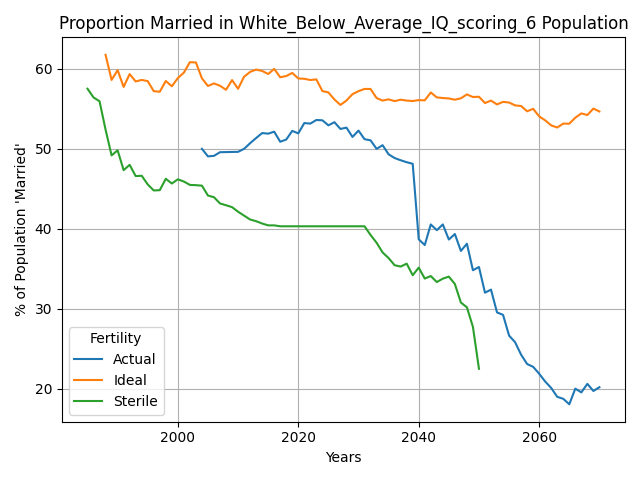 Proportion Married in White_Below_Average_IQ_scoring_6 Population
% of Population 'Married'
60
50
40
30
20
Fertility
Actual
Ideal
Sterile
2000
2020
2040
2060
Years